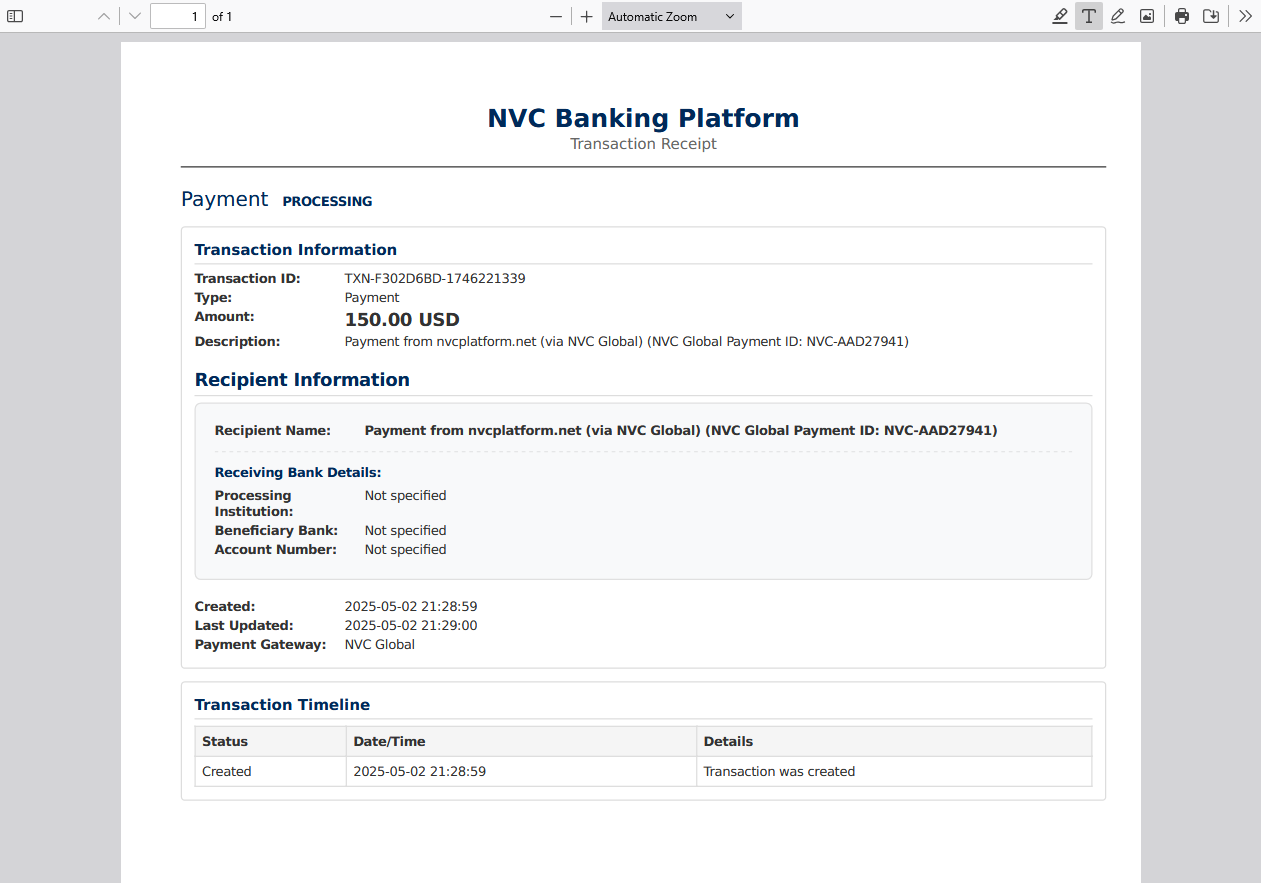 1 of 1
Automatic Zoom
NVC Banking Platform
Transaction Receipt
Payment PROCESSING
Transaction Information
Transaction ID: TXN-F302D6BD-1746221339
Type: Payment
Amount: 150.00 USD
Description: Payment from nvcplatform.net (via NVC Global) (NVC Global Payment ID: NVC-AAD27941)
Recipient Information
Recipient Name: Payment from nvcplatform.net (via NVC Global) (NVC Global Payment ID: NVC-AAD27941)
Receiving Bank Details:
Processing Not specified
Institution:
Beneficiary Bank: Not specified
Account Number: Not specified
Created: 2025-05-02 21:28:59
Last Updated: 2025-05-02 21:29:00
Payment Gateway: NVC Global
Transaction Timeline
Status Date/Time Details
Created 2025-05-02 21:28:59 Transaction was created